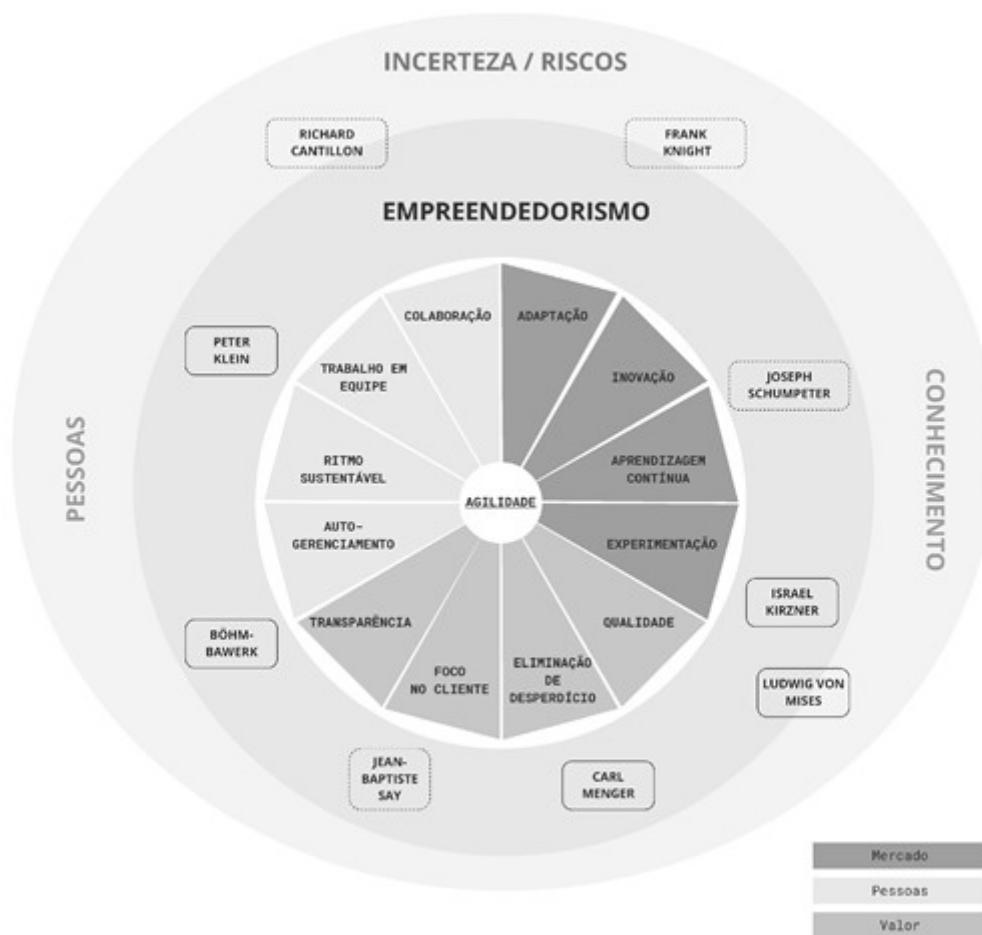 INCERTEZA / RISCOS
RICHARD
CANTILLON
FRANK
KNIGHT
EMPREENDEDORISMO
COLABORAÇÃO
ADAPTAÇÃO
PETER
KLEIN
TRABALHO EM
EQUIPE
INOVAÇÃO
JOSEPH
SCHUMPETER
PESSOAS
CONHECIMENTO
RITMO
SUSTENTÁVEL
APRENDIZAGEM
CONTÍNUA
AGILIDADE
AUTO-
GERENCIAMENTO
EXPERIMENTAÇÃO
ISRAEL
KIRZNER
TRANSPARÊNCIA
QUALIDADE
BÖHM-
BAWERK
FOCO
NO CLIENTE
ELIMINAÇÃO
DE
DESPERDÍCIO
LUDWIG VON
MISES
JEAN-
BAPTISTE
SAY
CARL
MENGER
Mercado
Pessoas
Valor